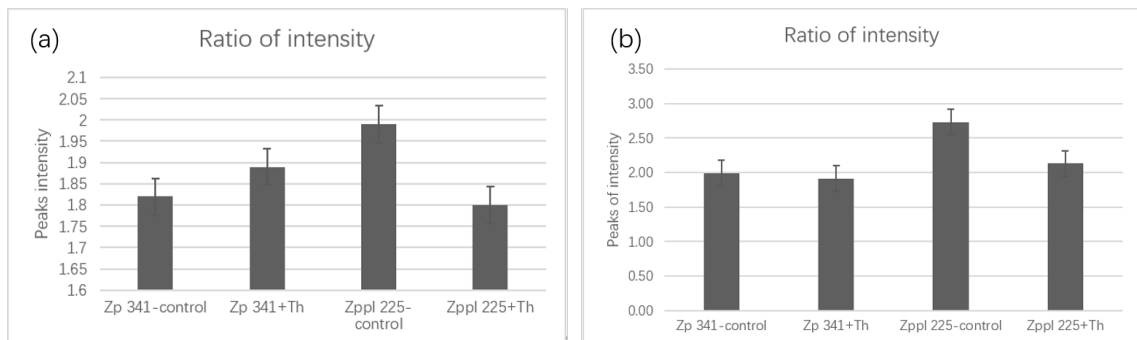 (a)
Ratio of intensity
Peaks intensity
2.1
2.05
2
1.95
1.9
1.85
1.8
1.75
1.7
1.65
1.6
Zp 341-control
Zp 341+Th
Zppl 225-
control
Zppl 225+Th
(b)
Ratio of intensity
Peaks of intensity
3.50
3.00
2.50
2.00
1.50
1.00
0.50
0.00
Zp 341-control
Zp 341+Th
Zppl 225-control
Zppl 225+Th